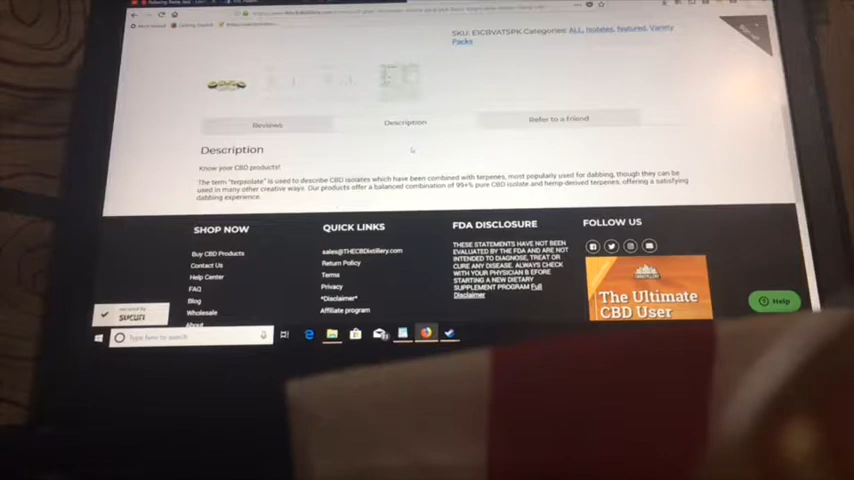 SKU: EICBVATSPK Categories: ALL, Isolates, featured, Variety
Packs
Reviews
Description
Refer to a friend
Description
Know your CBD products!
The term "terpsolate" is used to describe CBD isolates which have been combined with terpenes, most popularly used for dabbing, though they can be
used in many other creative ways. Our products offer a balanced combination of 99+% pure CBD isolate and hemp-derived terpenes, offering a satisfying
dabbing experience.
SHOP NOW
Buy CBD Products
Contact Us
Help Center
FAQ
Blog
Wholesale
About
QUICK LINKS
sales@THECBDistillery.com
Return Policy
Terms
Privacy
*Disclaimer*
Affiliate program
FDA DISCLOSURE
THESE STATEMENTS HAVE NOT BEEN
EVALUATED BY THE FDA AND ARE NOT
INTENDED TO DIAGNOSE, TREAT OR
CURE ANY DISEASE. ALWAYS CHECK
WITH YOUR PHYSICIAN BEFORE
STARTING A NEW DIETARY
SUPPLEMENT PROGRAM Full
Disclaimer
FOLLOW US
The Ultimate
CBD User
Help
SUCURI
Type here to search